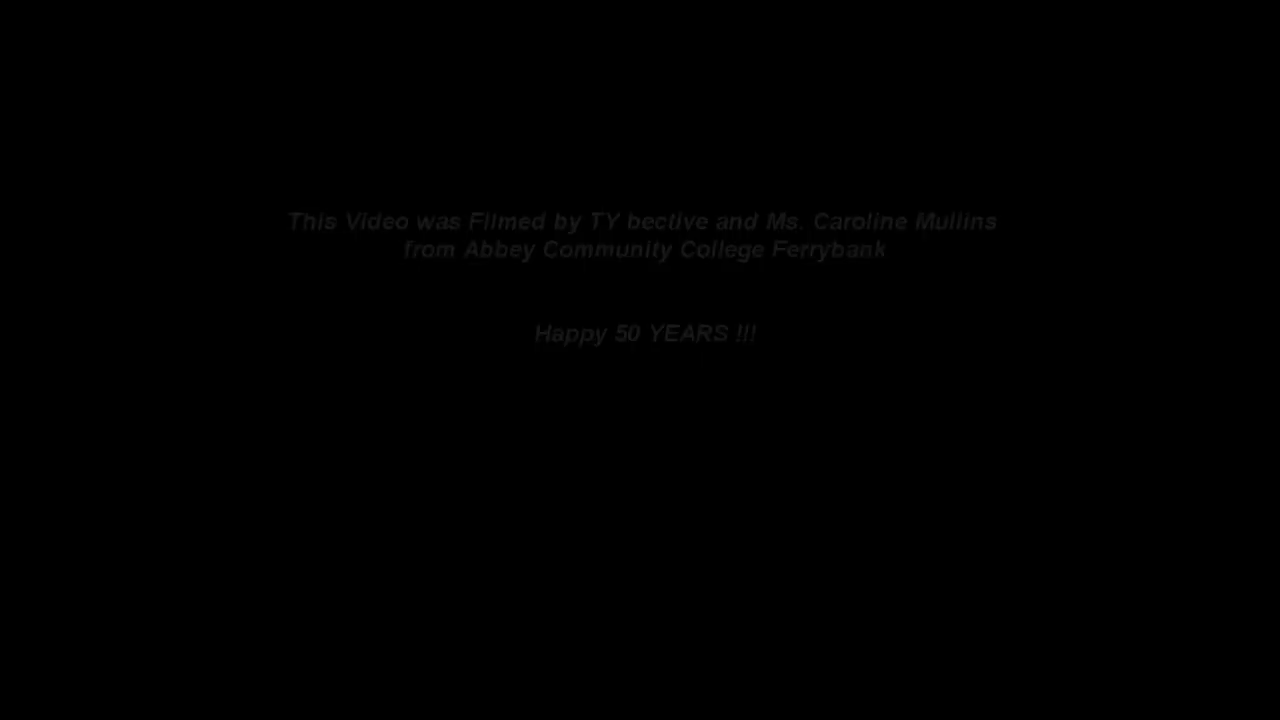 This Video was Filmed by TY bective and Ms. Caroline Mullins
from Abbey Community College Ferrybank
Happy 50 YEARS !!!